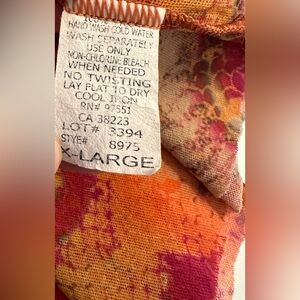 HAND WASH COLD WATER
WASH SEPARATELY
USE ONLY
NON-CHLORINE BLEACH
WHEN NEEDED
NO TWISTING
LAY FLAT TO DRY
COOL IRON
RN# 97551
CA 38223
LOT# 3394
STYE# 8975
X-LARGE